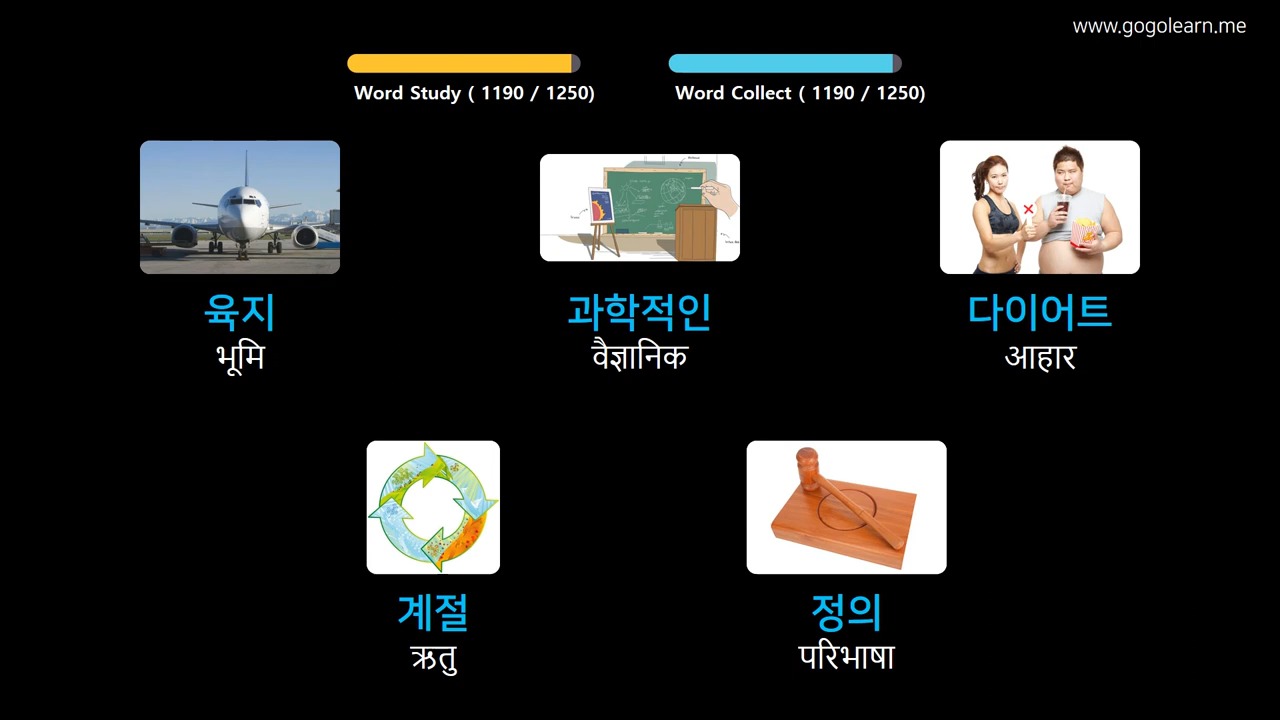 www.gogolearn.me
Word Study ( 1190 / 1250)
Word Collect ( 1190 / 1250)
육지
भूमि
과학적인
वैज्ञानिक
다이어트
आहार
계절
ऋतु
정의
परिभाषा